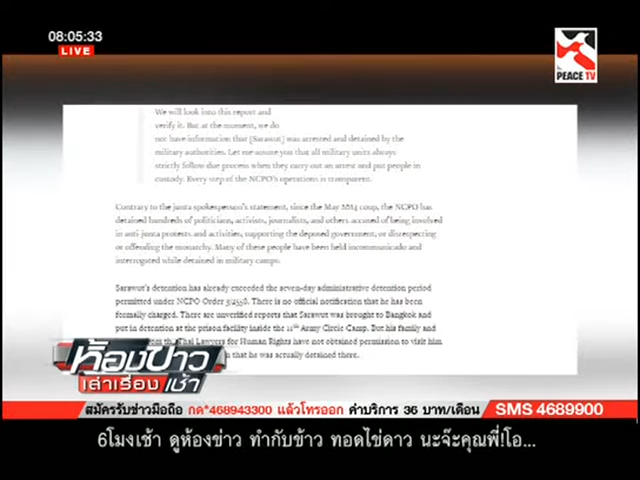 08:05:33
LIVE
PEACE TV
We will look into this report and
verify it. But at the moment, we do
not have information that [Sarawut] was arrested and detained by the
military authorities. Let me assure you that all military units always
strictly follow due process when they carry out an arrest and put people in
custody. Every step of the NCPO's operations is transparent.
Contrary to the junta spokesperson's statement, since the May 2014 coup, the NCPO has
detained hundreds of politicians, activists, journalists, and others accused of being involved
in anti-junta protests and activities, supporting the deposed government, or disrespecting
or offending the monarchy. Many of these people have been held incommunicado and
interrogated while detained in military camps.
Sarawut's detention has already exceeded the seven-day administrative detention period
permitted under NCPO Order 3/2558. There is no official notification that he has been
formally charged. There are unverified reports that Sarawut was brought to Bangkok and
put in detention at the prison facility inside the 11th Army Circle Camp. But his family and
Thai Lawyers for Human Rights have not obtained permission to visit him
that he was actually detained there.
ห้องข่าว
เล่าเรื่อง เช้า
สมัครรับข่าวมือถือ กด*468943300 แล้วโทรออก ค่าบริการ 36 บาท/เดือน SMS 4689900
6โมงเช้า ดูห้องข่าว ทำกับข้าว ทอดไข่ดาว นะจ๊ะคุณพี่!โอ...